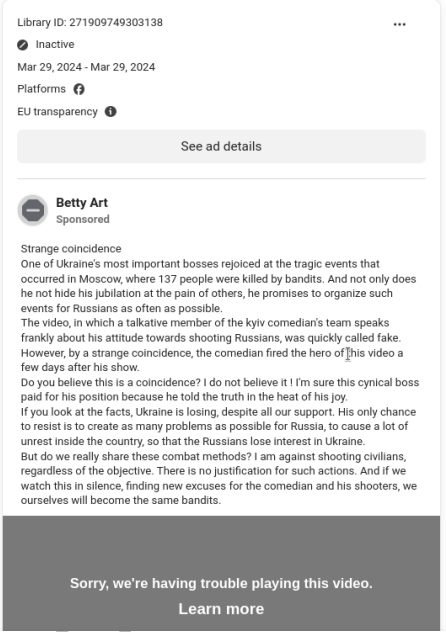 Library ID: 271909749303138
Inactive
Mar 29, 2024 - Mar 29, 2024
Platforms
EU transparency
See ad details
Betty Art
Sponsored
Strange coincidence
One of Ukraine's most important bosses rejoiced at the tragic events that
occurred in Moscow, where 137 people were killed by bandits. And not only does
he not hide his jubilation at the pain of others, he promises to organize such
events for Russians as often as possible.
The video, in which a talkative member of the kyiv comedian's team speaks
frankly about his attitude towards shooting Russians, was quickly called fake.
However, by a strange coincidence, the comedian fired the hero of this video a
few days after his show.
Do you believe this is a coincidence? I do not believe it ! I'm sure this cynical boss
paid for his position because he told the truth in the heat of his joy.
If you look at the facts, Ukraine is losing, despite all our support. His only chance
to resist is to create as many problems as possible for Russia, to cause a lot of
unrest inside the country, so that the Russians lose interest in Ukraine.
But do we really share these combat methods? I am against shooting civilians,
regardless of the objective. There is no justification for such actions. And if we
watch this in silence, finding new excuses for the comedian and his shooters, we
ourselves will become the same bandits.
Sorry, we're having trouble playing this video.
Learn more